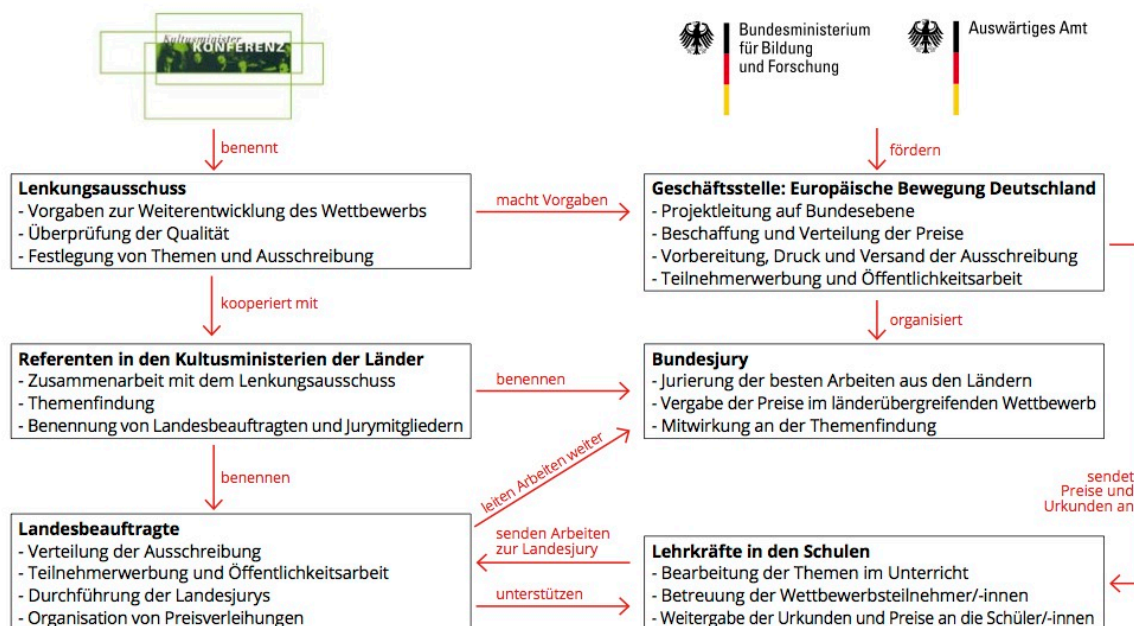 Kultusminister
KONFERENZ
Bundesministerium
für Bildung
und Forschung
Auswärtiges Amt
benennt
fördern
Lenkungsausschuss
- Vorgaben zur Weiterentwicklung des Wettbewerbs
- Überprüfung der Qualität
- Festlegung von Themen und Ausschreibung
macht Vorgaben
Geschäftsstelle: Europäische Bewegung Deutschland
- Projektleitung auf Bundesebene
- Beschaffung und Verteilung der Preise
- Vorbereitung, Druck und Versand der Ausschreibung
- Teilnehmerwerbung und Öffentlichkeitsarbeit
kooperiert mit
organisiert
Referenten in den Kultusministerien der Länder
- Zusammenarbeit mit dem Lenkungsausschuss
- Themenfindung
- Benennung von Landesbeauftragten und Jurymitgliedern
benennen
Bundesjury
- Jurierung der besten Arbeiten aus den Ländern
- Vergabe der Preise im länderübergreifenden Wettbewerb
- Mitwirkung an der Themenfindung
benennen
leiten Arbeiten weiter
sendet
Preise und
Urkunden an
Landesbeauftragte
- Verteilung der Ausschreibung
- Teilnehmerwerbung und Öffentlichkeitsarbeit
- Durchführung der Landesjurys
- Organisation von Preisverleihungen
senden Arbeiten
zur Landesjury
unterstützen
Lehrkräfte in den Schulen
- Bearbeitung der Themen im Unterricht
- Betreuung der Wettbewerbsteilnehmer/-innen
- Weitergabe der Urkunden und Preise an die Schüler/-innen